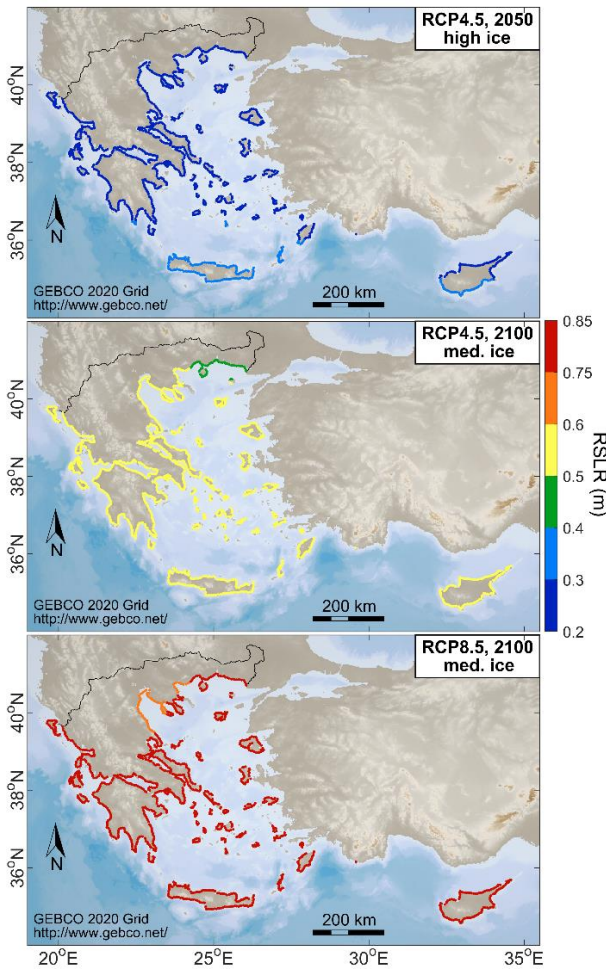 RCP4.5, 2050
high ice
40°N
38°N
36°N
N
GEBCO 2020 Grid
http://www.gebco.net/
200 km
RCP4.5, 2100
med. ice
40°N
38°N
36°N
N
GEBCO 2020 Grid
http://www.gebco.net/
200 km
0.85
0.75
0.6
0.5
0.4
0.3
0.2
RSLR (m)
RCP8.5, 2100
med. ice
40°N
38°N
36°N
N
GEBCO 2020 Grid
http://www.gebco.net/
200 km
20°E
25°E
30°E
35°E